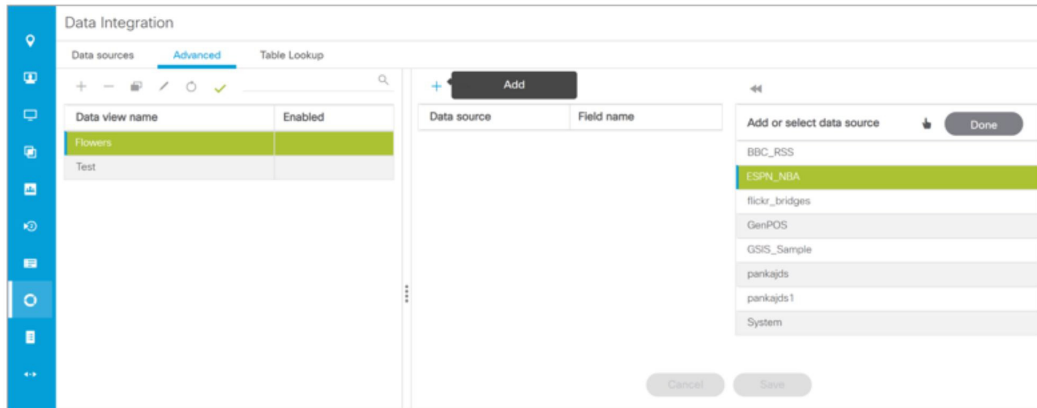 Data Integration
Data sources Advanced Table Lookup
Add
Data view name Enabled
Flowers
Test
Data source Field name
Add or select data source Done
BBC_RSS
ESPN_NBA
flickr_bridges
GenPOS
GSIS_Sample
pankajds
pankajds1
System
Cancel Save